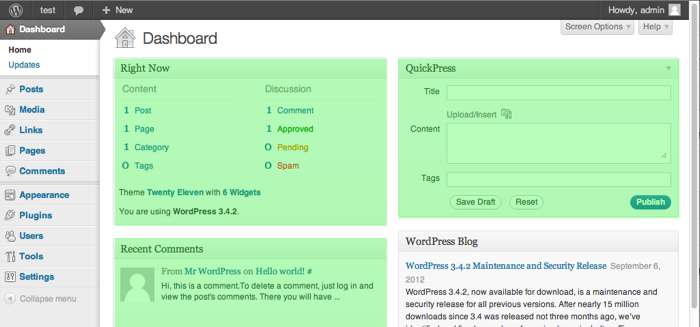 test + New Howdy, admin
Dashboard
Home
Updates
Posts
Media
Links
Pages
Comments
Appearance
Plugins
Users
Tools
Settings
Collapse menu
Screen Options Help
Dashboard
Right Now
Content Discussion
1 Post 1 Comment
1 Page 1 Approved
1 Category 0 Pending
0 Tags 0 Spam
Theme Twenty Eleven with 6 Widgets
You are using WordPress 3.4.2.
Recent Comments
From Mr WordPress on Hello world! #
Hi, this is a comment.To delete a comment, just log in and
view the post's comments. There you will have ...
QuickPress
Title
Upload/Insert
Content
Tags
Save Draft Reset Publish
WordPress Blog
WordPress 3.4.2 Maintenance and Security Release September 6,
2012
WordPress 3.4.2, now available for download, is a maintenance and
security release for all previous versions. After nearly 15 million
downloads since 3.4 was released not three months ago, we've